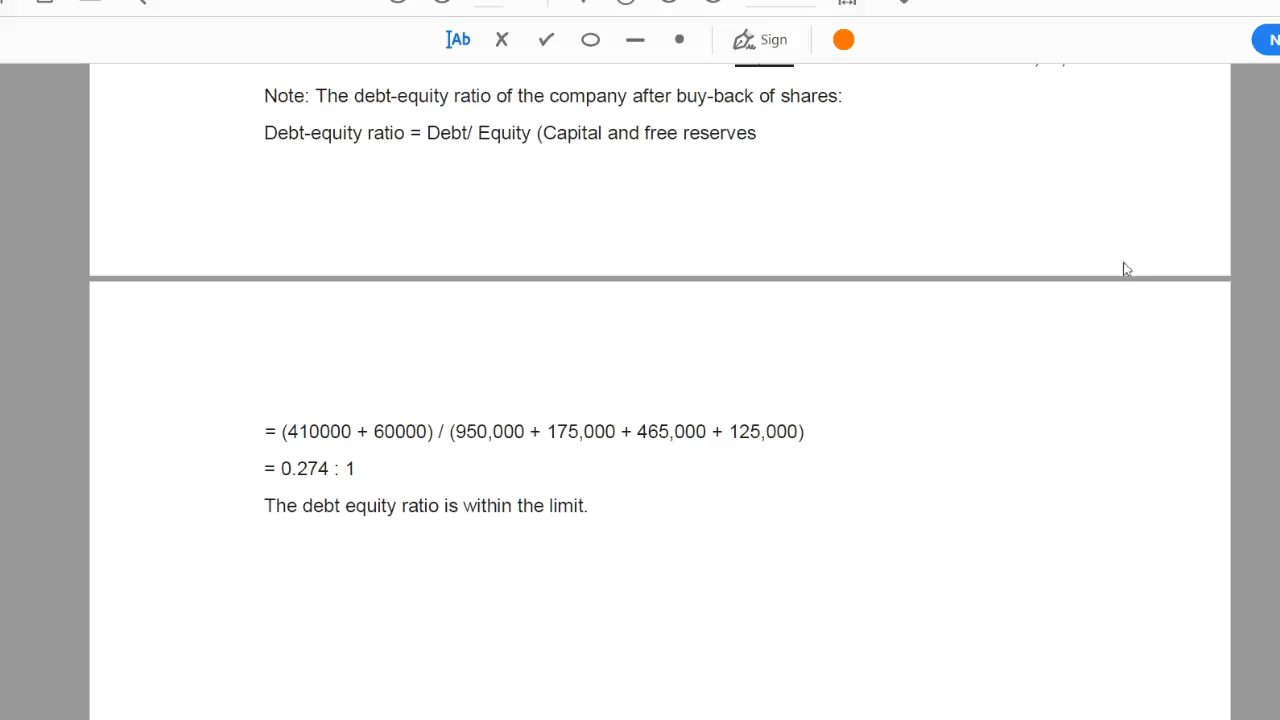 Ab
Sign
N
Note: The debt-equity ratio of the company after buy-back of shares:
Debt-equity ratio = Debt/ Equity (Capital and free reserves
= (410000 + 60000) / (950,000 + 175,000 + 465,000 + 125,000)
= 0.274 : 1
The debt equity ratio is within the limit.